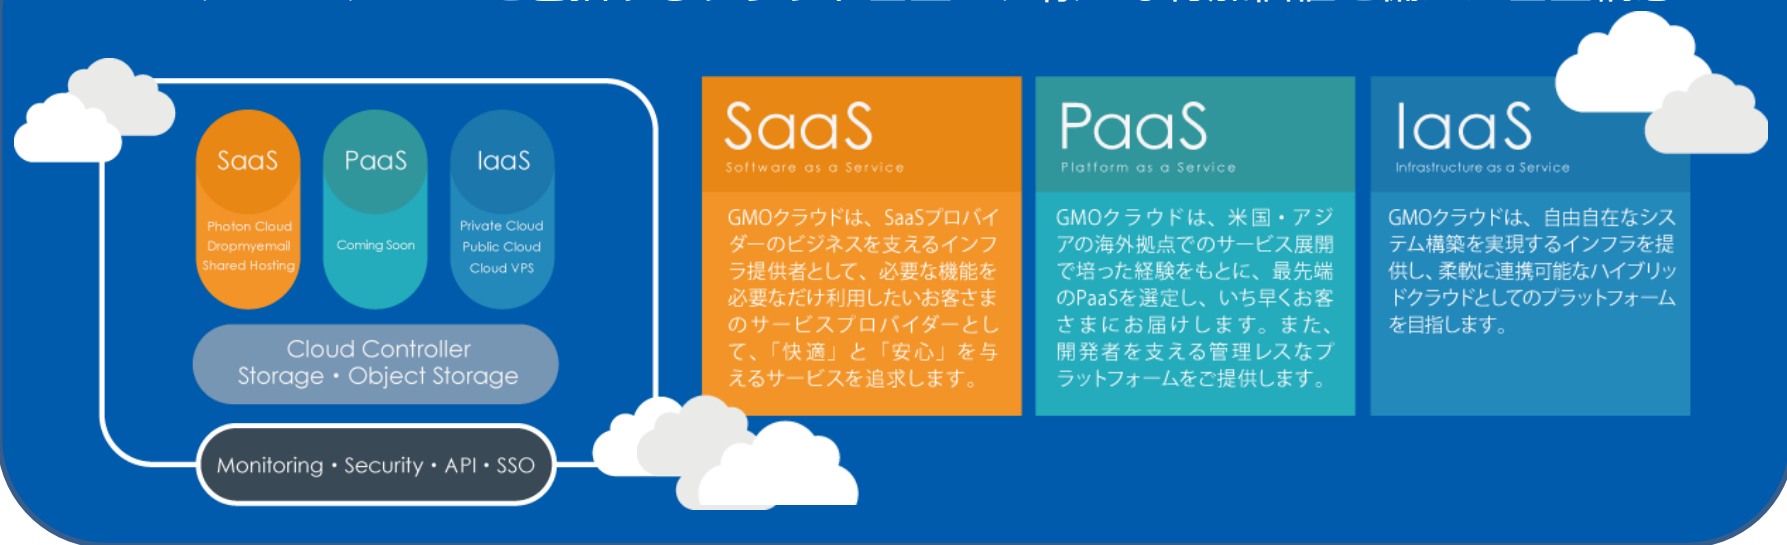 SaaS
Photon Cloud
Dropmyemail
Shared Hosting
PaaS
Coming Soon
IaaS
Private Cloud
Public Cloud
Cloud VPS
Cloud Controller
Storage・Object Storage
Monitoring・Security・API・SSO
SaaS
Software as a Service
GMOクラウドは、SaaSプロバイ
ダーのビジネスを支えるインフ
ラ提供者として、必要な機能を
必要なだけ利用したいお客さま
のサービスプロバイダーとし
て、「快適」と「安心」を与
えるサービスを追求します。
PaaS
Platform as a Service
GMOクラウドは、米国・アジ
アの海外拠点でのサービス展開
で培った経験をもとに、最先端
のPaaSを選定し、いち早くお客
さまにお届けします。また、
開発者を支える管理レスなプ
ラットフォームをご提供します。
IaaS
Infrastructure as a Service
GMOクラウドは、自由自在なシス
テム構築を実現するインフラを提
供し、柔軟に連携可能なハイブリッ
ドクラウドとしてのプラットフォーム
を目指します。